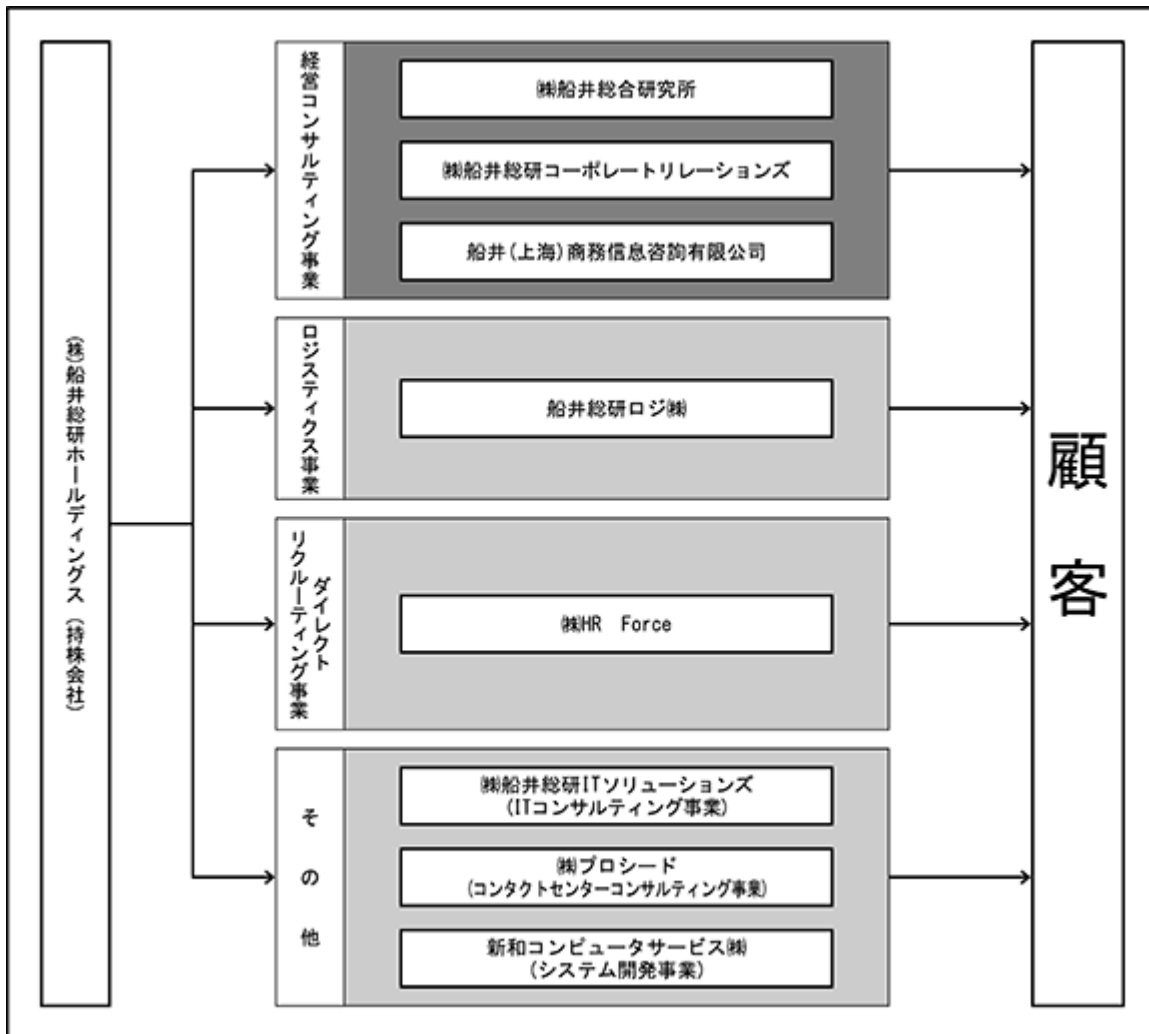 (株)船井総研ホールディングス(持株会社)
経営コンサルティング事業
㈱船井総合研究所
㈱船井総研コーポレートリレーションズ
船井(上海)商務信息咨詢有限公司
ロジスティクス事業
船井総研ロジ㈱
ダイレクト
リクルーティング事業
㈱HR Force
その他
㈱船井総研ITソリューションズ
(ITコンサルティング事業)
㈱プロシード
(コンタクトセンターコンサルティング事業)
新和コンピュータサービス㈱
(システム開発事業)
顧客